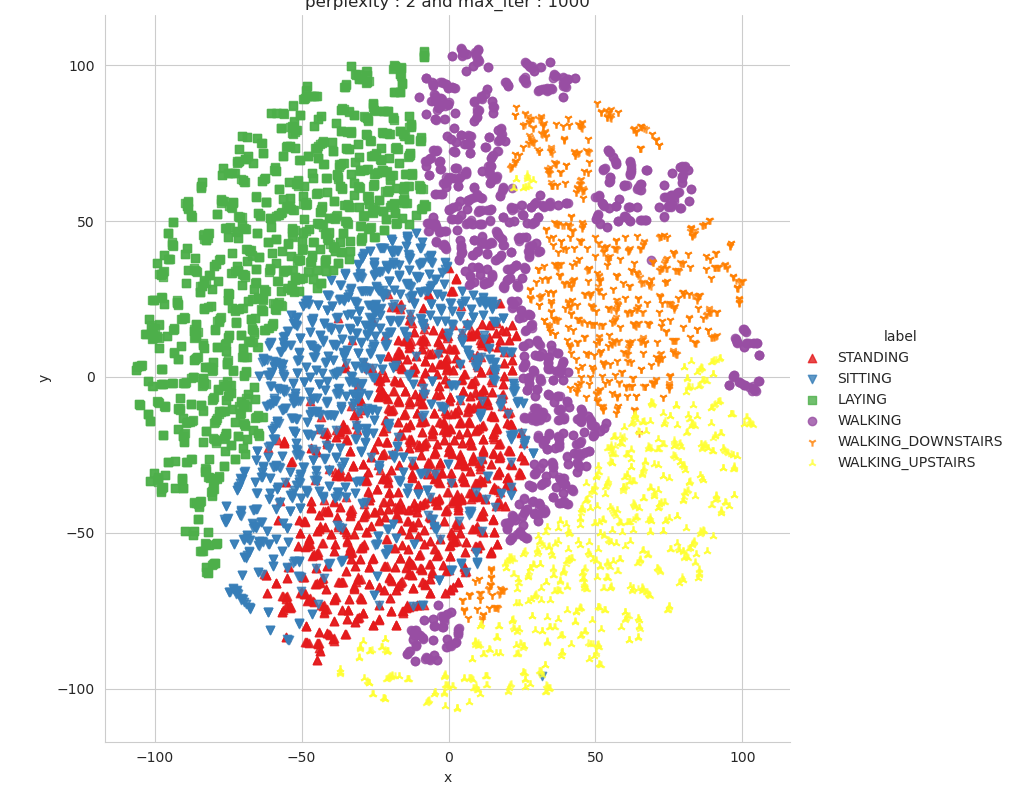 perplexity : 2 and max_iter : 1000
100
50
0
−50
−100
y
−100
−50
0
50
100
x
label
STANDING
SITTING
LAYING
WALKING
WALKING_DOWNSTAIRS
WALKING_UPSTAIRS